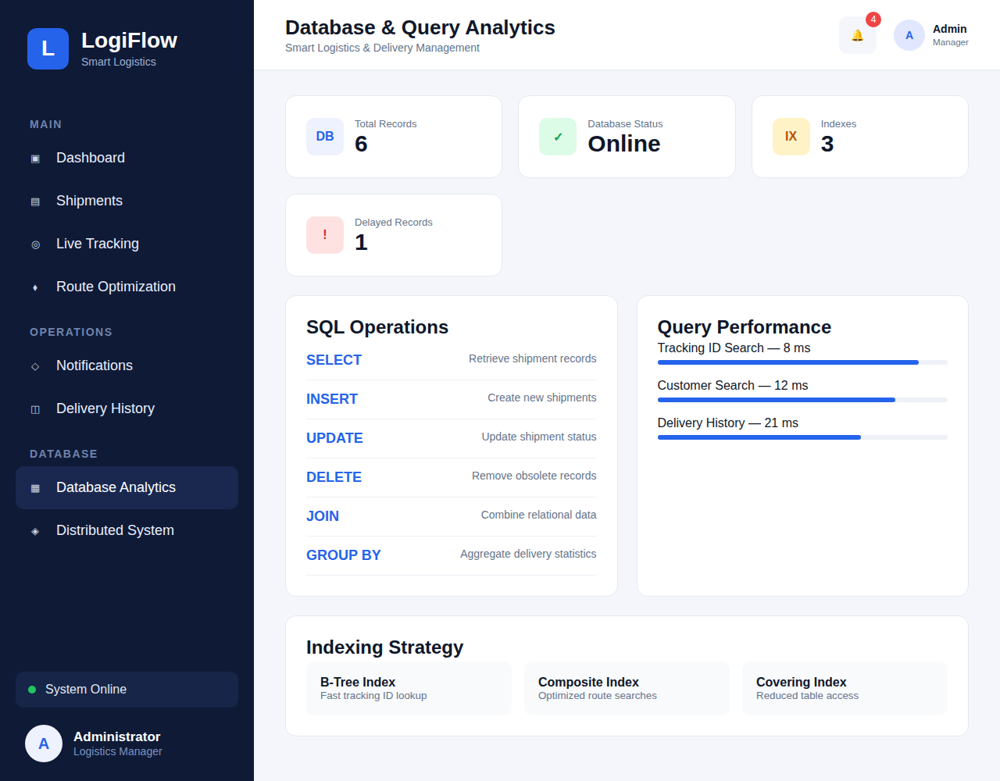 L
LogiFlow
Smart Logistics
MAIN
Dashboard
Shipments
Live Tracking
Route Optimization
OPERATIONS
Notifications
Delivery History
DATABASE
Database Analytics
Distributed System
System Online
A
Administrator
Logistics Manager
Database & Query Analytics
Smart Logistics & Delivery Management
4
A
Admin
Manager
DB
Total Records
6
✓
Database Status
Online
IX
Indexes
3
!
Delayed Records
1
SQL Operations
SELECT Retrieve shipment records
INSERT Create new shipments
UPDATE Update shipment status
DELETE Remove obsolete records
JOIN Combine relational data
GROUP BY Aggregate delivery statistics
Query Performance
Tracking ID Search — 8 ms
Customer Search — 12 ms
Delivery History — 21 ms
Indexing Strategy
B-Tree Index
Fast tracking ID lookup
Composite Index
Optimized route searches
Covering Index
Reduced table access